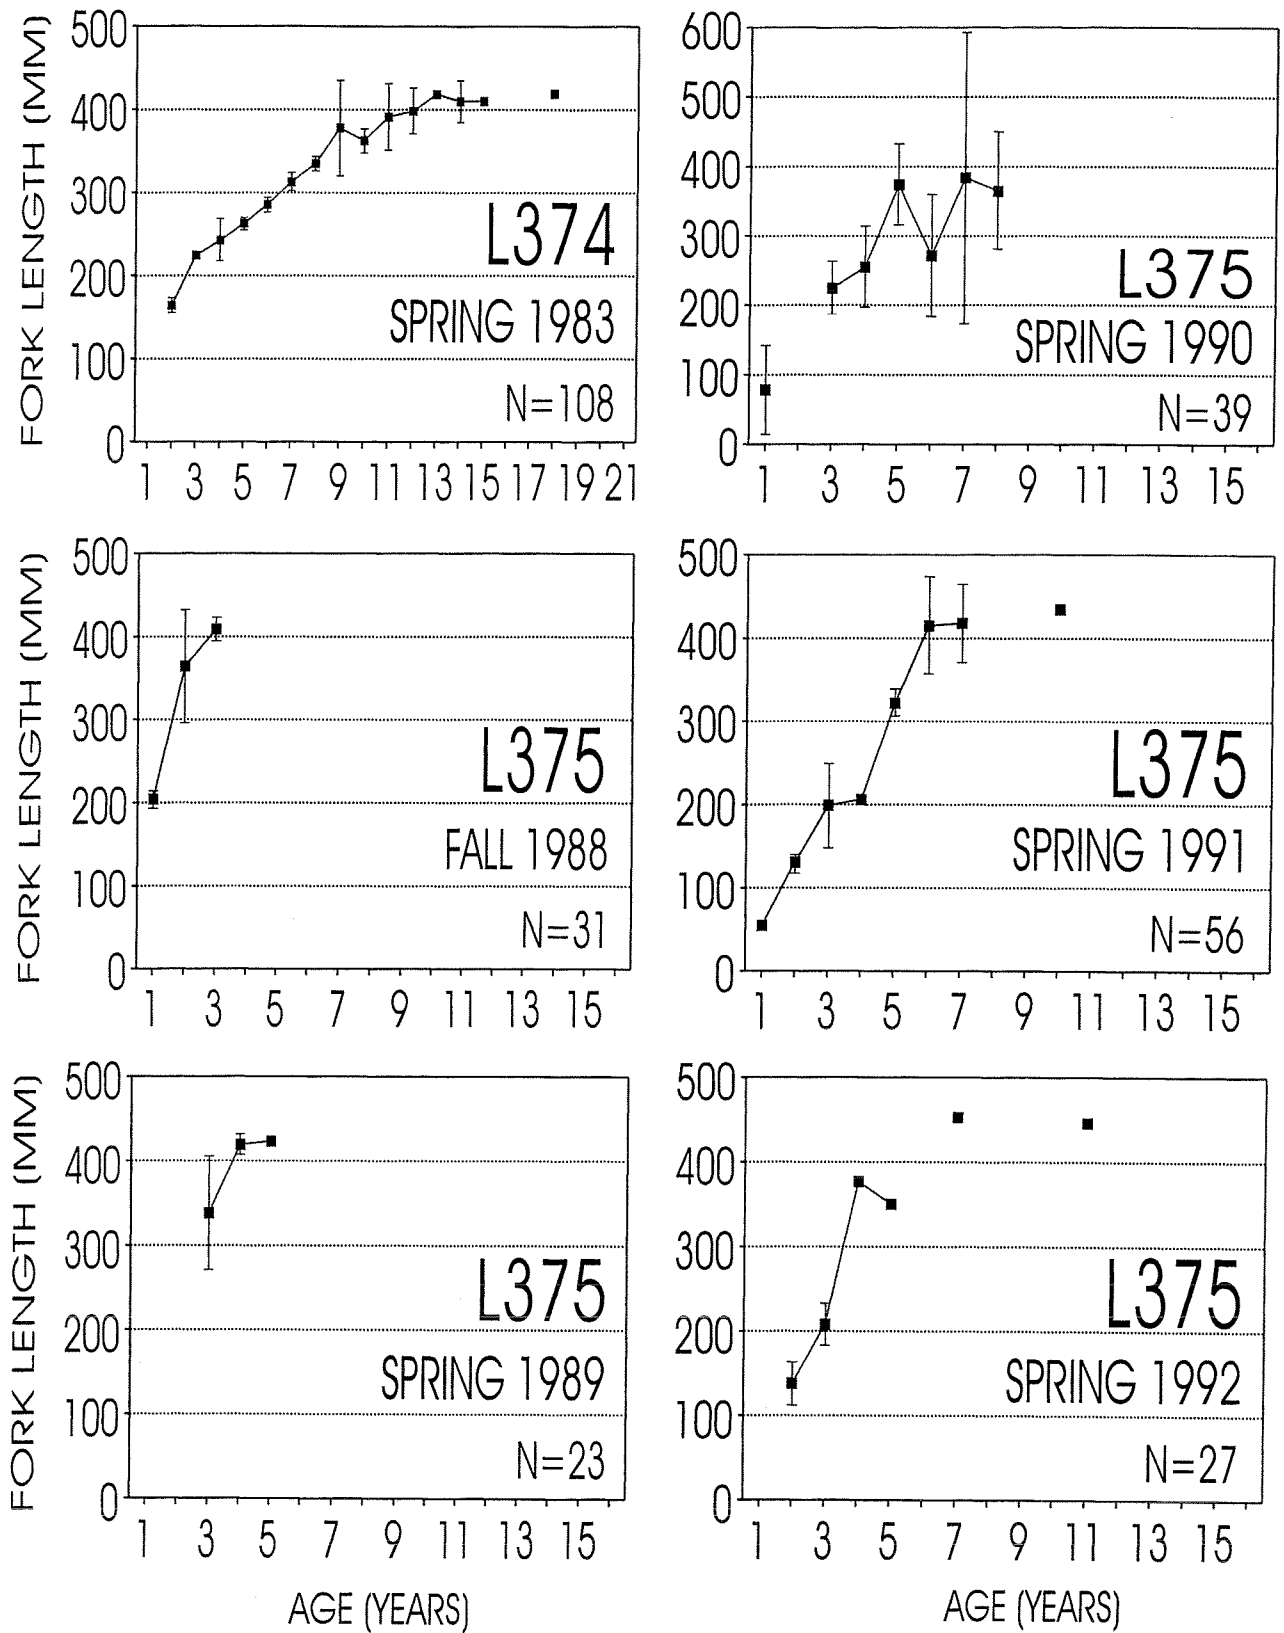 FORK LENGTH (MM)
500
400
300
200
100
0
L374
SPRING 1983
N=108
1 3 5 7 9 11 13 15 17 19 21
600
500
400
300
200
100
0
L375
SPRING 1990
N=39
1 3 5 7 9 11 13 15
FORK LENGTH (MM)
500
400
300
200
100
0
L375
FALL 1988
N=31
1 3 5 7 9 11 13 15
500
400
300
200
100
0
L375
SPRING 1991
N=56
1 3 5 7 9 11 13 15
FORK LENGTH (MM)
500
400
300
200
100
0
L375
SPRING 1989
N=23
1 3 5 7 9 11 13 15
AGE (YEARS)
500
400
300
200
100
0
L375
SPRING 1992
N=27
1 3 5 7 9 11 13 15
AGE (YEARS)